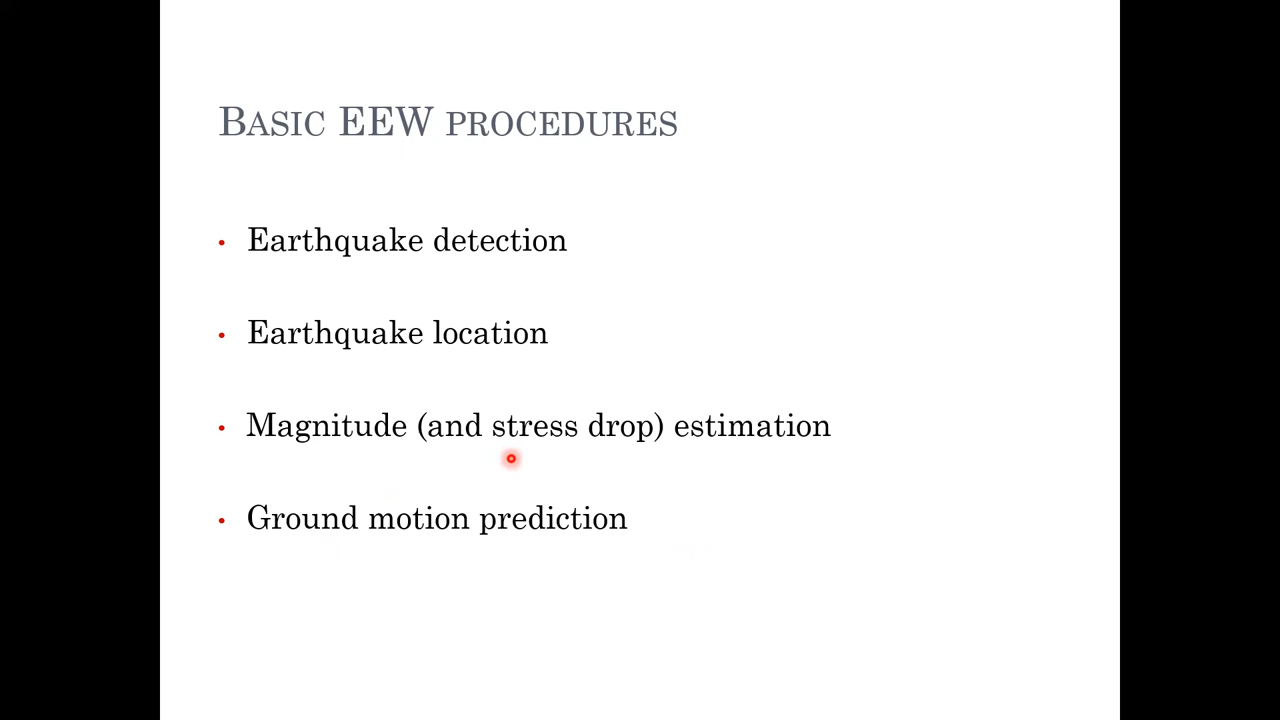 BASIC EEW PROCEDURES
• Earthquake detection
• Earthquake location
• Magnitude (and stress drop) estimation
• Ground motion prediction